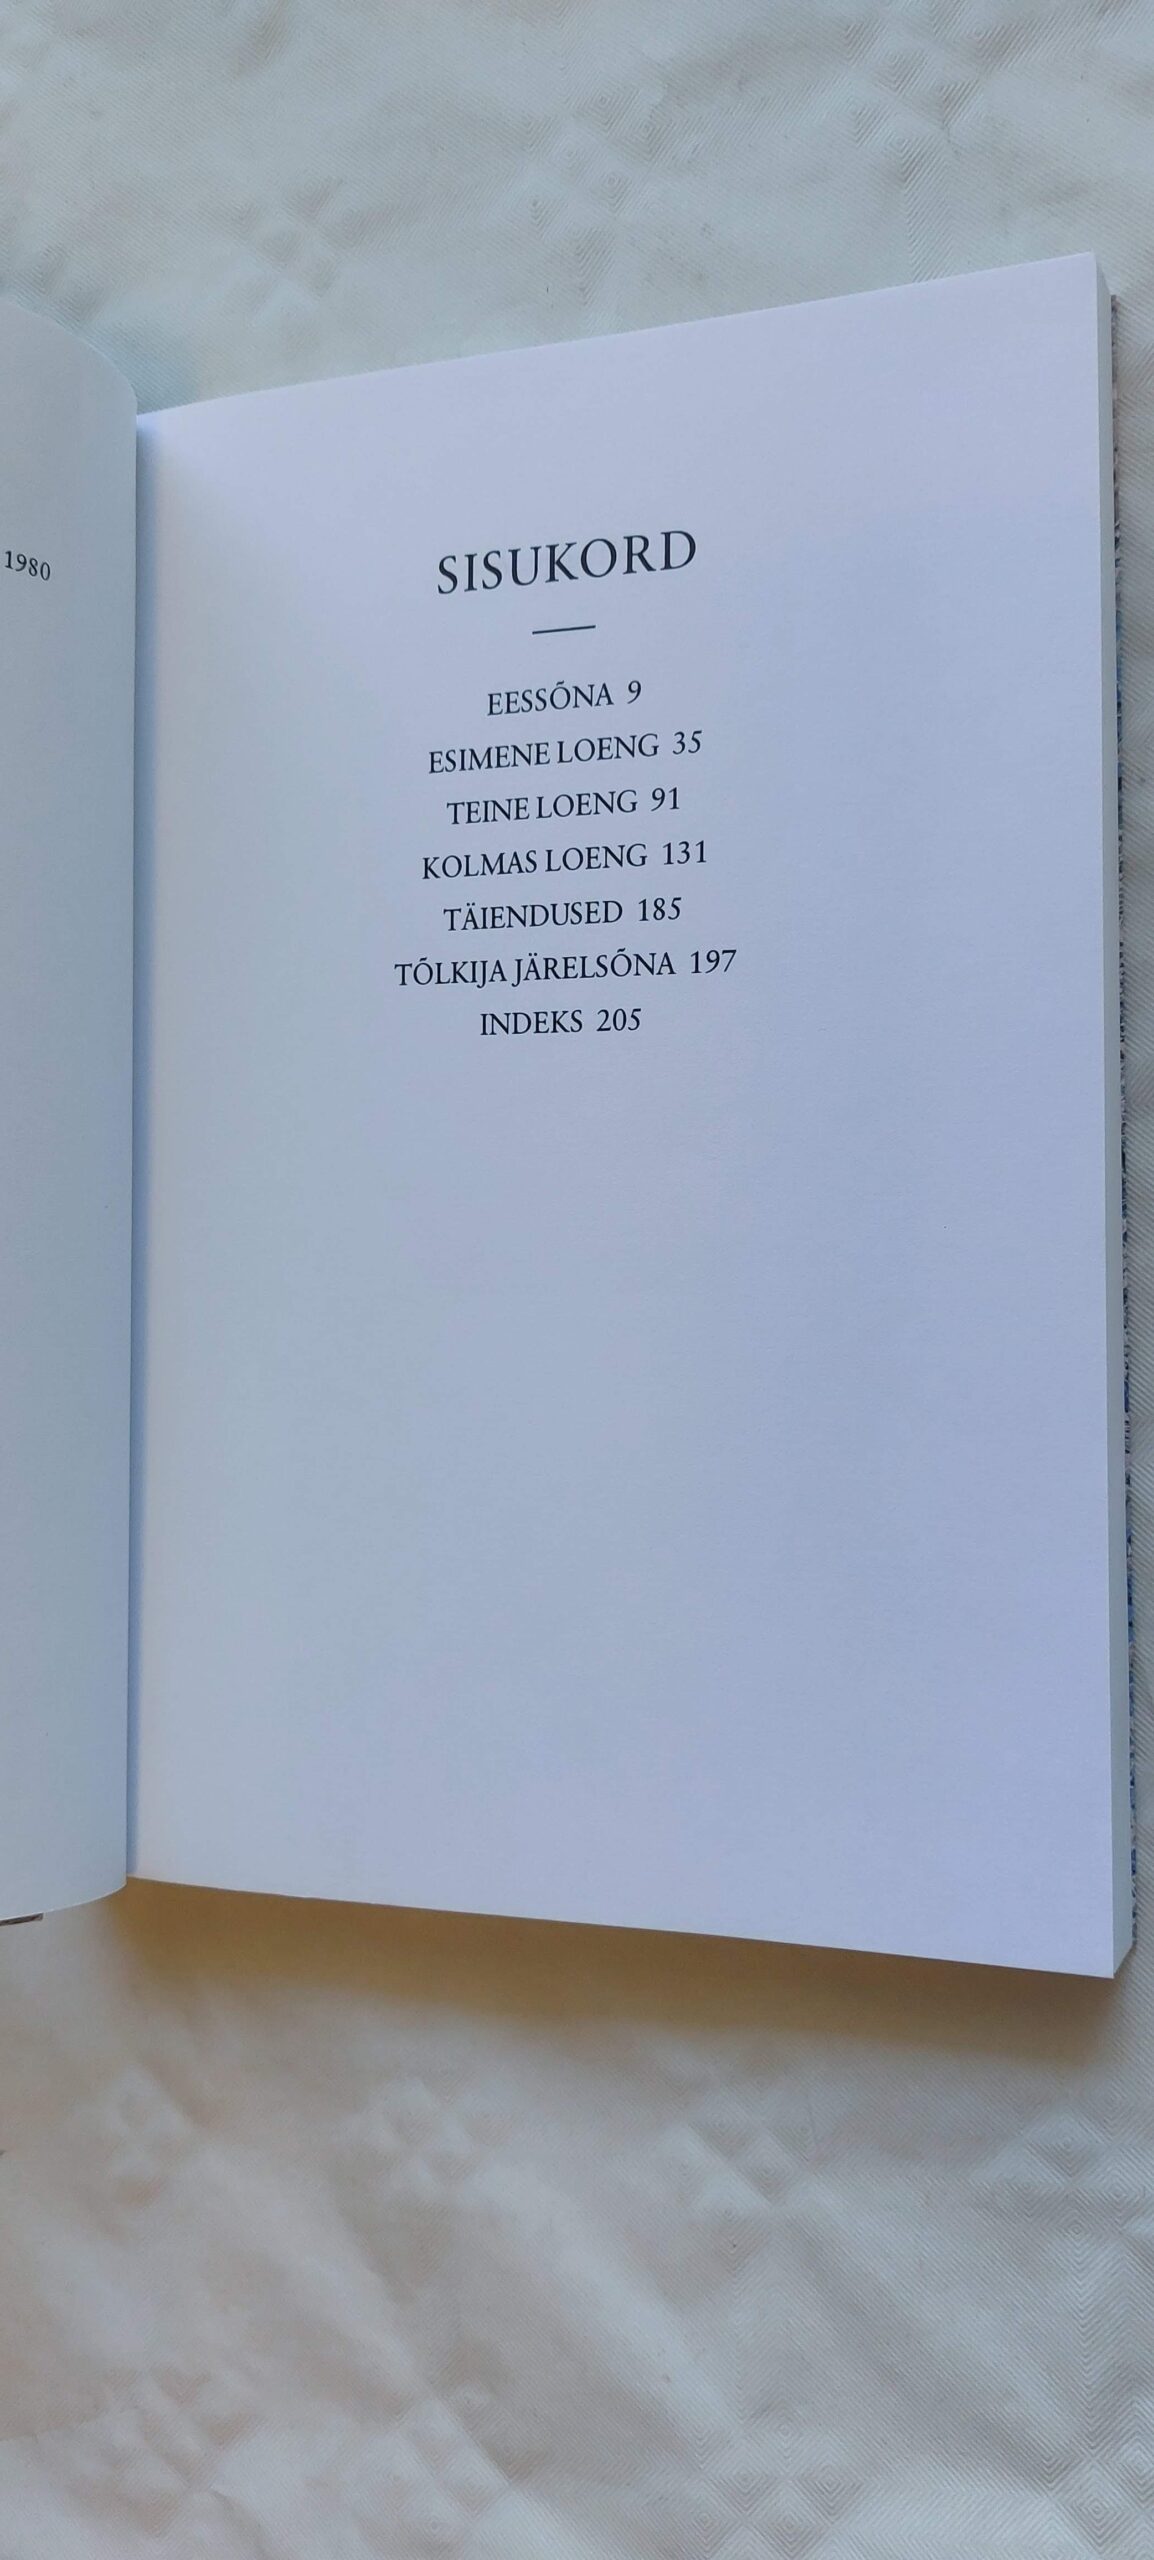 1980
SISUKORD
EESSÕNA 9
ESIMENE LOENG 35
TEINE LOENG 91
KOLMAS LOENG 131
TÄIENDUSED 185
TÕLKIJA JÄRELSÕNA 197
INDEKS 205